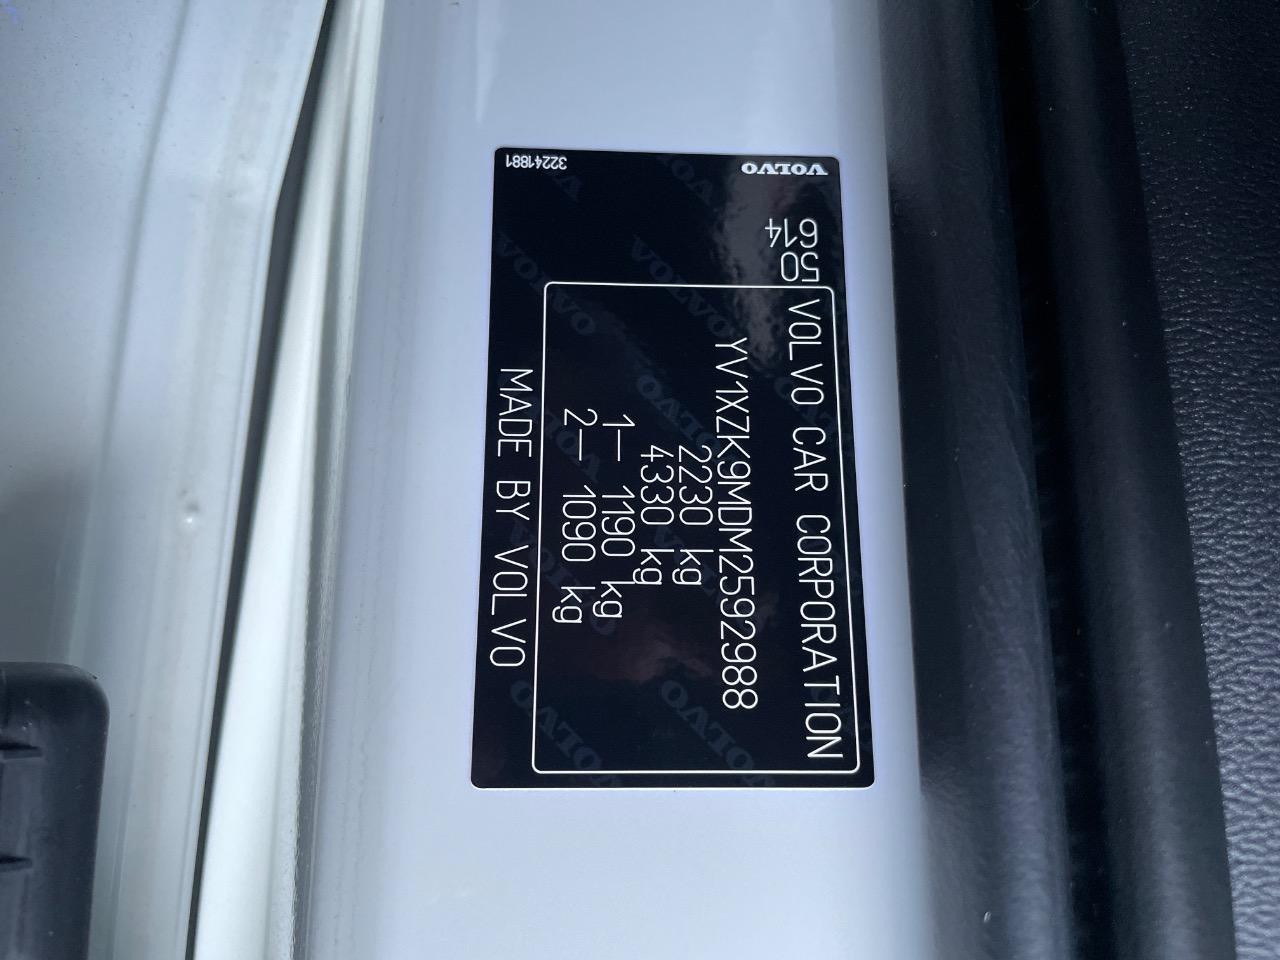 VOLVO
32241881
614
50
VOLVO CAR CORPORATION
YV1XZK9MDM2592988
2230 kg
4330 kg
1— 1190 kg
2— 1090 kg
MADE BY VOLVO